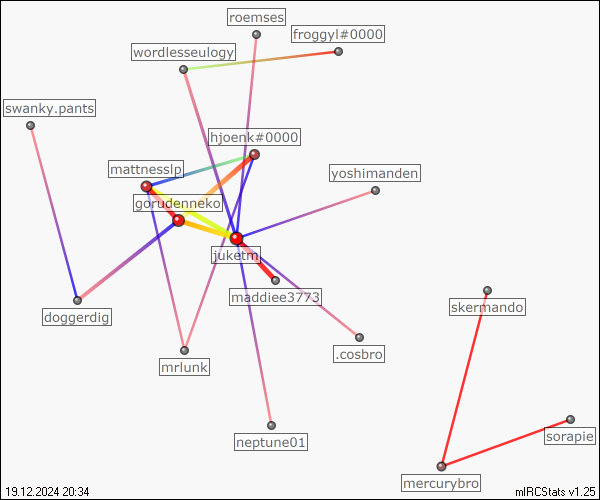 roemses
froggyl#0000
wordlesseulogy
swanky.pants
hjoenk#0000
mattnesslp
yoshimanden
gorudenneko
juketm
maddiee3773
skermando
doggerdig
.cosbro
mrlunk
sorapie
neptune01
mercurybro
19.12.2024 20:34
mIRCStats v1.25